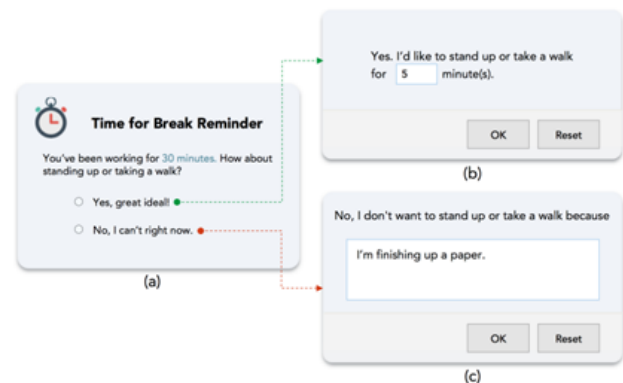 Time for Break Reminder
You've been working for 30 minutes. How about
standing up or taking a walk?
Yes, great ideal!
No, I can't right now.
(a)
Yes. I'd like to stand up or take a walk
for 5 minute(s).
OK Reset
(b)
No, I don't want to stand up or take a walk because
I'm finishing up a paper.
OK Reset
(c)